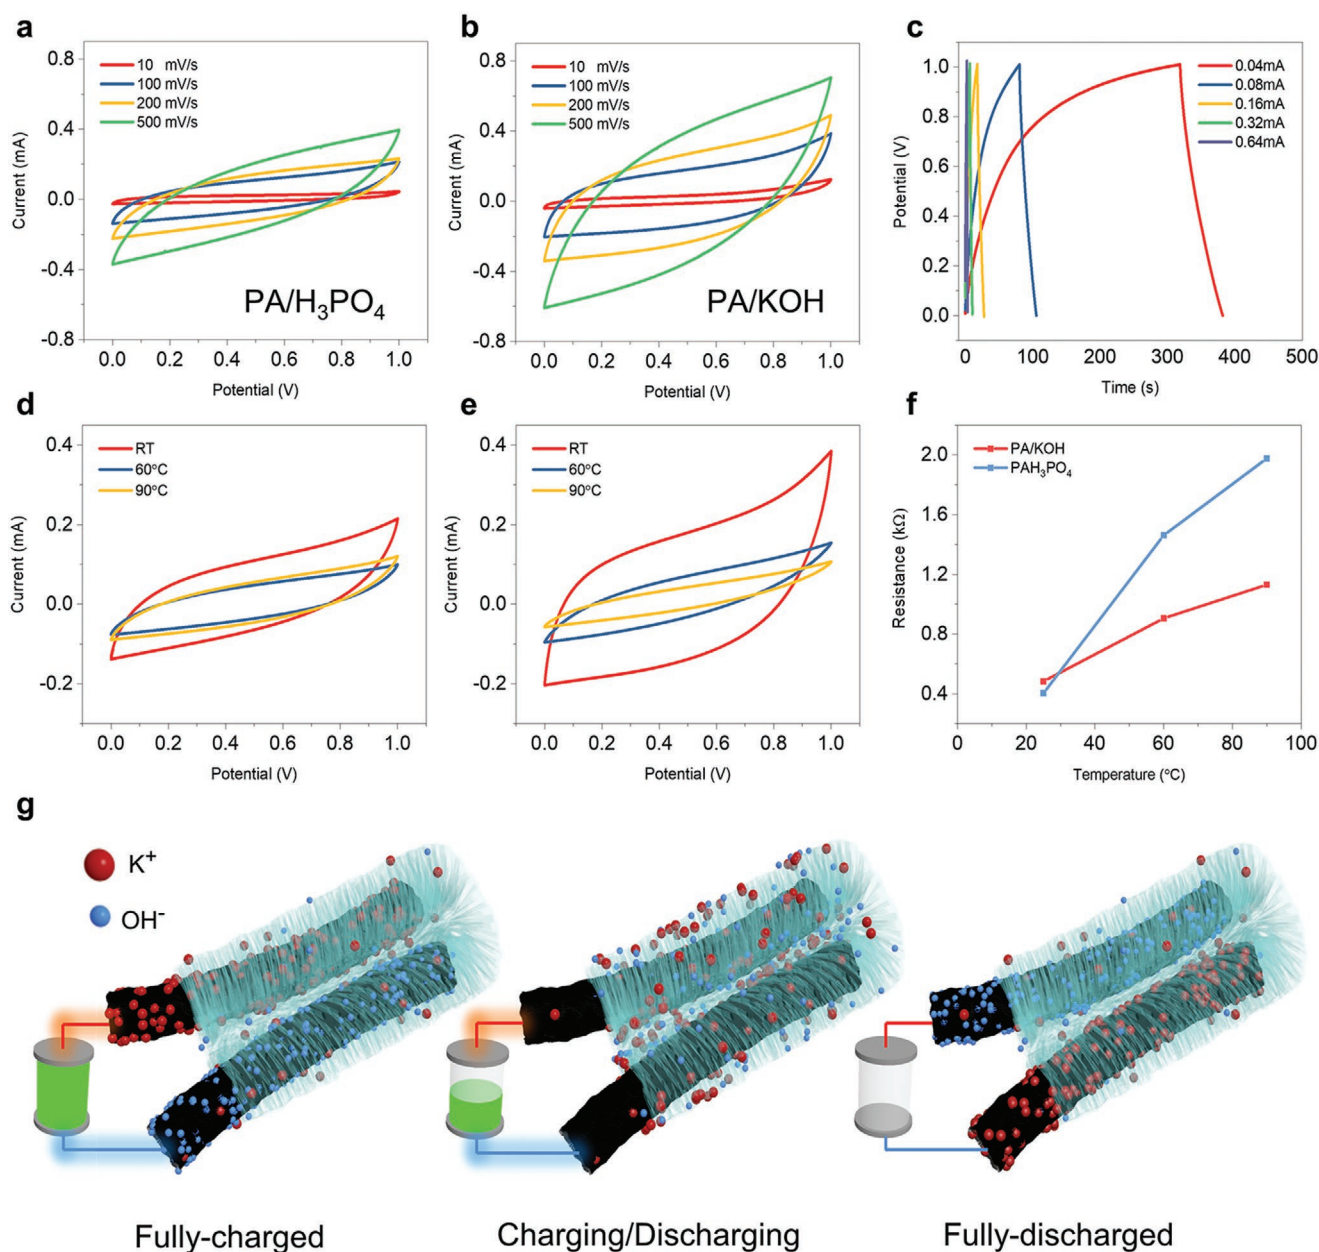 a
0.8
0.4
0.0
-0.4
-0.8
Current (mA)
10 mV/s
100 mV/s
200 mV/s
500 mV/s
PA/H₃PO₄
0.0 0.2 0.4 0.6 0.8 1.0
Potential (V)
b
0.8
0.4
0.0
-0.4
-0.8
Current (mA)
10 mV/s
100 mV/s
200 mV/s
500 mV/s
PA/KOH
0.0 0.2 0.4 0.6 0.8 1.0
Potential (V)
c
1.0
0.8
0.6
0.4
0.2
0.0
Potential (V)
0.04mA
0.08mA
0.16mA
0.32mA
0.64mA
0 100 200 300 400 500
Time (s)
d
0.4
0.2
0.0
-0.2
Current (mA)
RT
60°C
90°C
0.0 0.2 0.4 0.6 0.8 1.0
Potential (V)
e
0.4
0.2
0.0
-0.2
Current (mA)
RT
60°C
90°C
0.0 0.2 0.4 0.6 0.8 1.0
Potential (V)
f
2.0
1.6
1.2
0.8
0.4
Resistance (kΩ)
PA/KOH
PAH₃PO₄
0 20 40 60 80 100
Temperature (°C)
g
K⁺
OH⁻
Fully-charged
Charging/Discharging
Fully-discharged